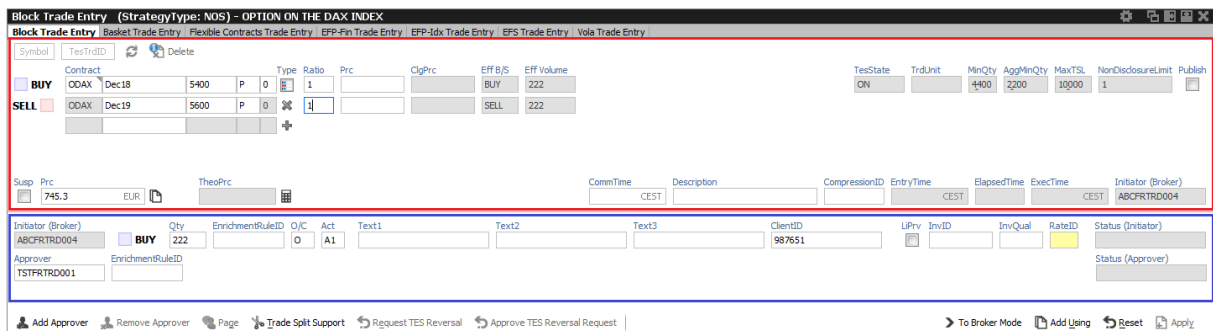 Block Trade Entry (StrategyType: NOS) - OPTION ON THE DAX INDEX
Block Trade Entry Basket Trade Entry Flexible Contracts Trade Entry EFP-Fin Trade Entry EFP-Idx Trade Entry EFS Trade Entry Vola Trade Entry
Symbol TesTrdID Delete
Contract Type Ratio Prc ClgPrc Eff B/S Eff Volume TesState TrdUnit MinQty AggMinQty MaxTSL NonDisclosureLimit Publish
BUY ODAX Dec18 5400 P 0 1 BUY 222 ON 4400 2200 10000 1
SELL ODAX Dec19 5600 P 0 1 SELL 222
Susp Prc TheoPrc CommTime Description CompressionID EntryTime ElapsedTime ExecTime Initiator (Broker)
745.3 EUR CEST CEST CEST ABCFRTRD004
Initiator (Broker) Qty EnrichmentRuleID O/C Act Text1 Text2 Text3 ClientID LiPrv InvID InvQual RateID Status (Initiator)
ABCFRTRD004 BUY 222 O A1 987651
Approver EnrichmentRuleID Status (Approver)
TSTFRTRD001
Add Approver Remove Approver Page Trade Split Support Request TES Reversal Approve TES Reversal Request To Broker Mode Add Using Reset Apply